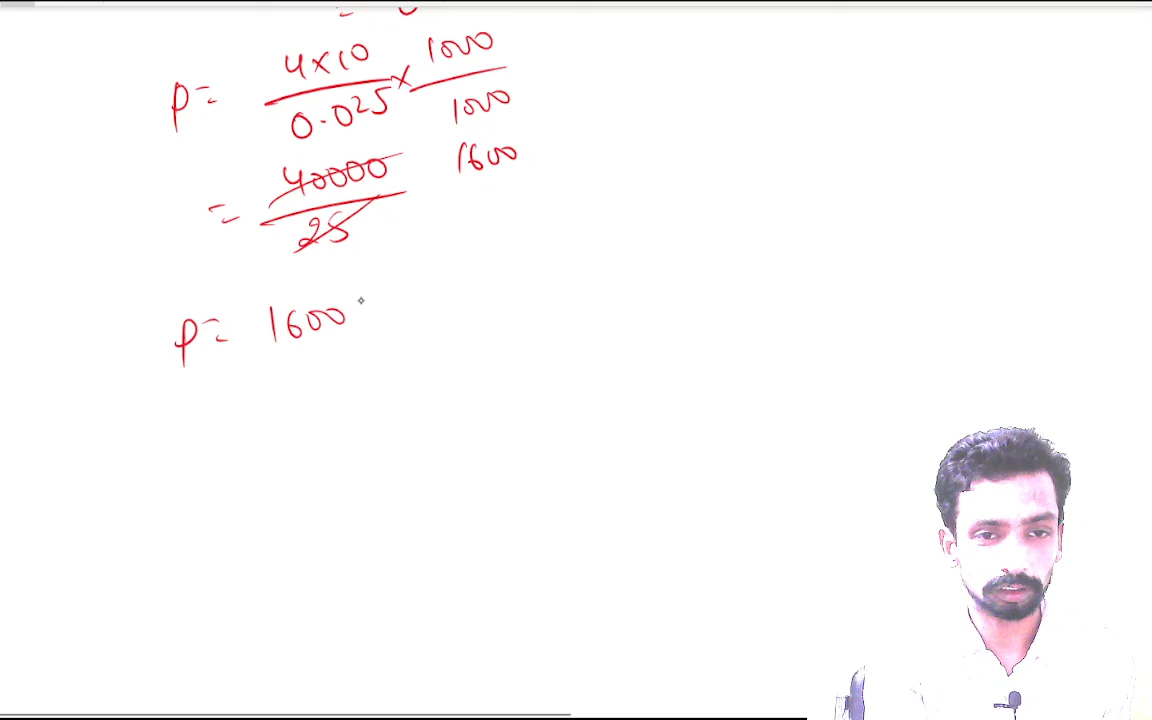 P= 4×10 / 0.025 × 1000 / 1000
= 40000 / 25 1600
P= 1600